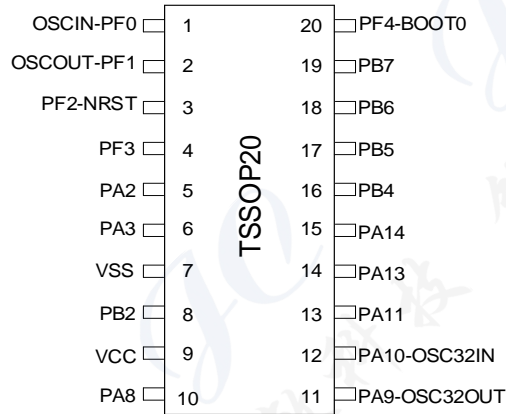 OSCIN-PF0 1 20 PF4-BOOT0
OSCOUT-PF1 2 19 PB7
PF2-NRST 3 18 PB6
PF3 4 17 PB5
PA2 5 16 PB4
PA3 6 15 PA14
VSS 7 14 PA13
PB2 8 13 PA11
VCC 9 12 PA10-OSC32IN
PA8 10 11 PA9-OSC32OUT
TSSOP20